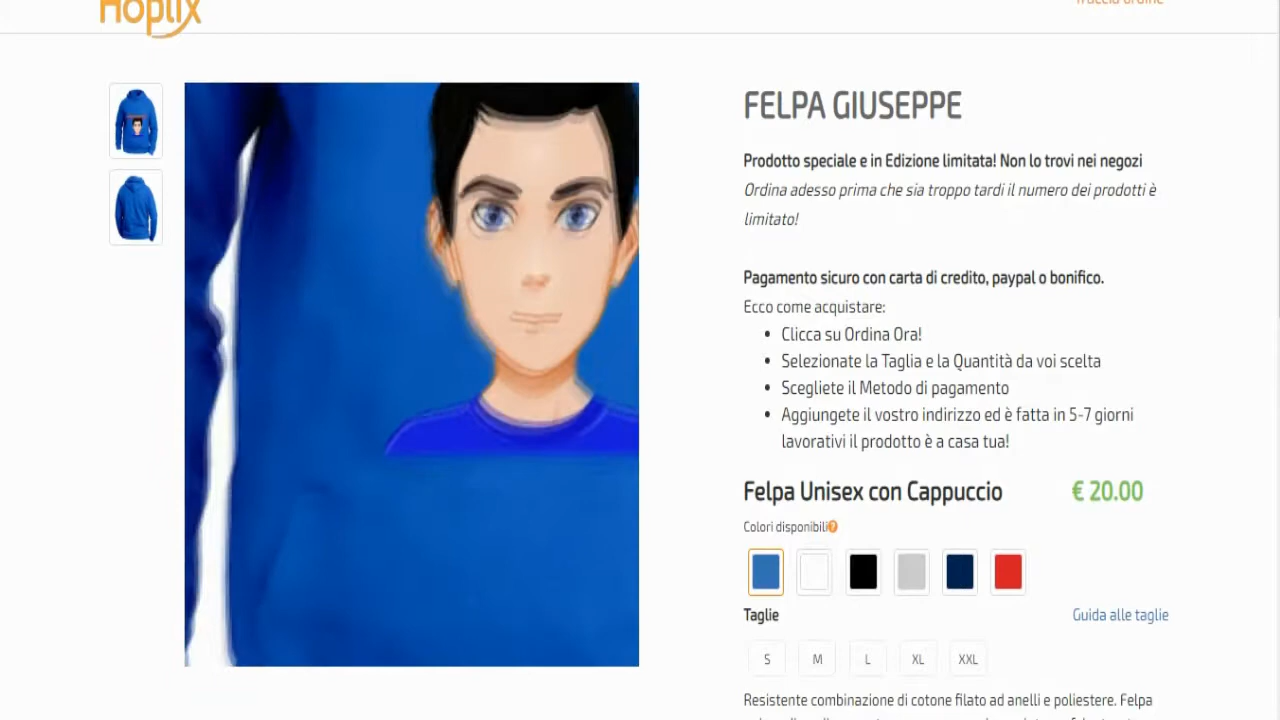 Hoplix
Traccia ordine
FELPA GIUSEPPE
Prodotto speciale e in Edizione limitata! Non lo trovi nei negozi
Ordina adesso prima che sia troppo tardi il numero dei prodotti è
limitato!
Pagamento sicuro con carta di credito, paypal o bonifico.
Ecco come acquistare:
• Clicca su Ordina Ora!
• Selezionate la Taglia e la Quantità da voi scelta
• Scegliete il Metodo di pagamento
• Aggiungete il vostro indirizzo ed è fatta in 5-7 giorni
lavorativi il prodotto è a casa tua!
Felpa Unisex con Cappuccio € 20.00
Colori disponibili?
Taglie Guida alle taglie
S M L XL XXL
Resistente combinazione di cotone filato ad anelli e poliestere. Felpa